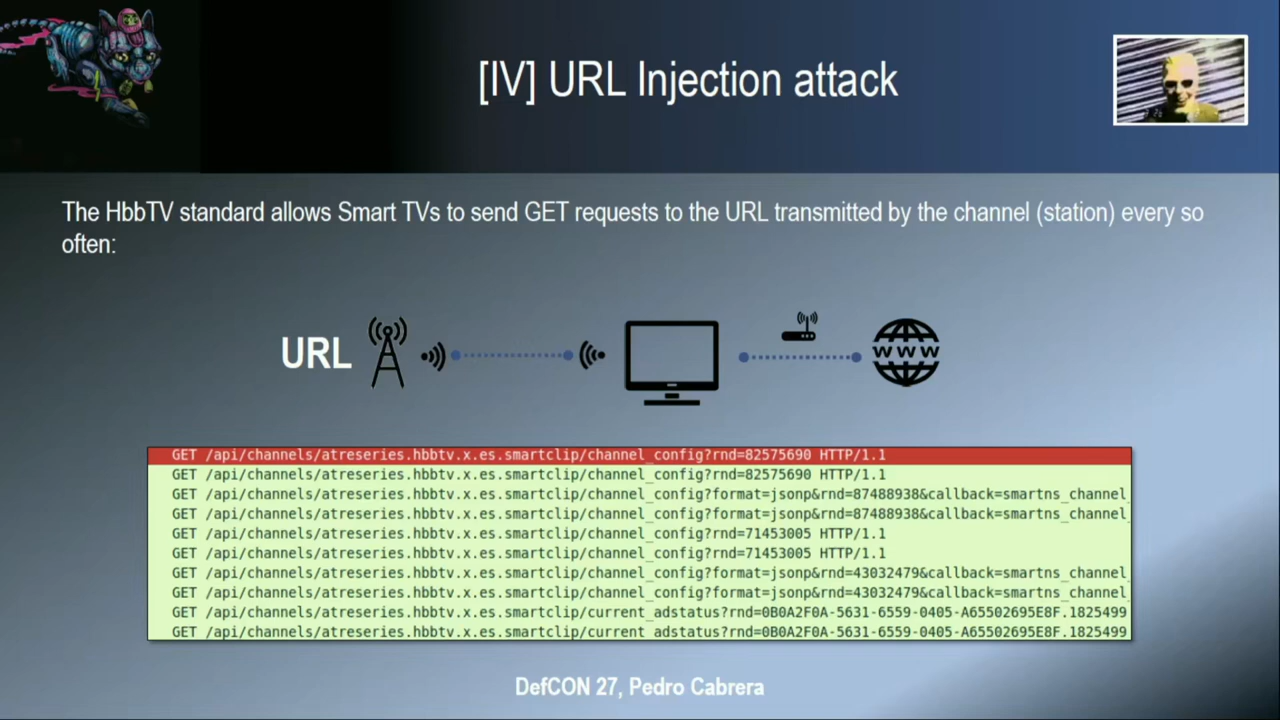 [IV] URL Injection attack
The HbbTV standard allows Smart TVs to send GET requests to the URL transmitted by the channel (station) every so
often:
URL
WWW
GET /api/channels/atreseries.hbbtv.x.es.smartclip/channel_config?rnd=82575690 HTTP/1.1
GET /api/channels/atreseries.hbbtv.x.es.smartclip/channel_config?rnd=82575690 HTTP/1.1
GET /api/channels/atreseries.hbbtv.x.es.smartclip/channel_config?format=jsonp&rnd=87488938&callback=smartns_channel_
GET /api/channels/atreseries.hbbtv.x.es.smartclip/channel_config?format=jsonp&rnd=87488938&callback=smartns_channel_
GET /api/channels/atreseries.hbbtv.x.es.smartclip/channel_config?rnd=71453005 HTTP/1.1
GET /api/channels/atreseries.hbbtv.x.es.smartclip/channel_config?rnd=71453005 HTTP/1.1
GET /api/channels/atreseries.hbbtv.x.es.smartclip/channel_config?format=jsonp&rnd=43032479&callback=smartns_channel_
GET /api/channels/atreseries.hbbtv.x.es.smartclip/channel_config?format=jsonp&rnd=43032479&callback=smartns_channel_
GET /api/channels/atreseries.hbbtv.x.es.smartclip/current_adstatus?rnd=0B0A2F0A-5631-6559-0405-A65502695E8F.1825499
GET /api/channels/atreseries.hbbtv.x.es.smartclip/current_adstatus?rnd=0B0A2F0A-5631-6559-0405-A65502695E8F.1825499
DefCON 27, Pedro Cabrera